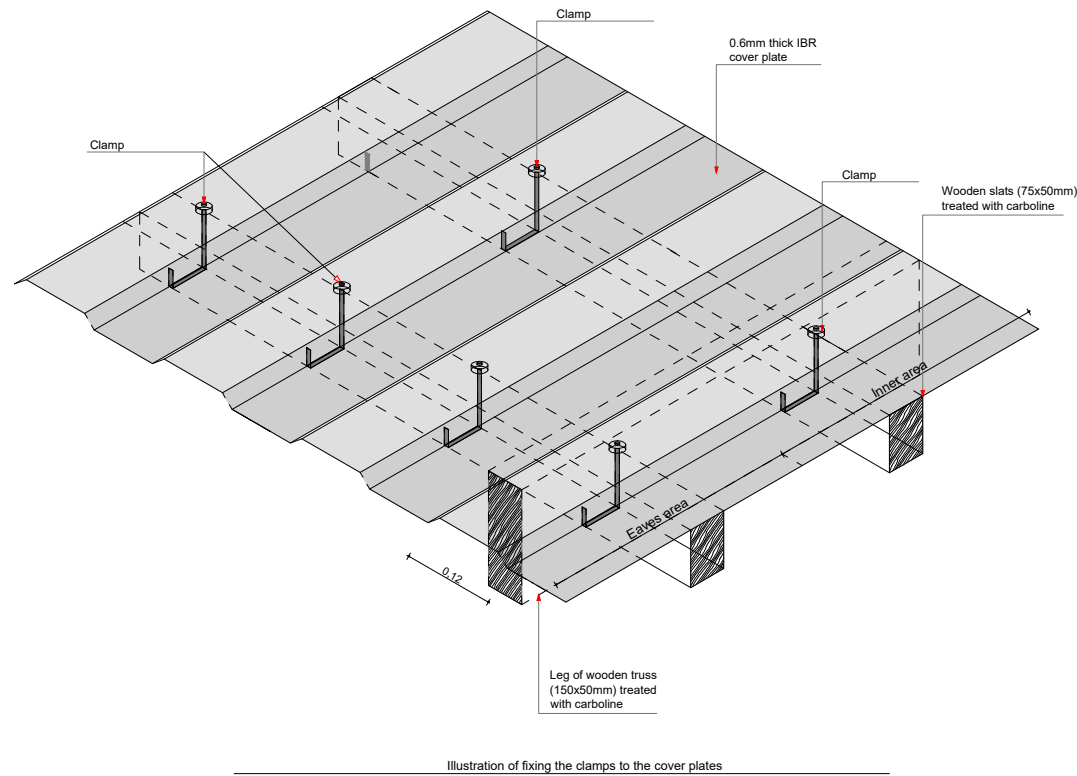 Clamp
0.6mm thick IBR
cover plate
Clamp
Clamp
Wooden slats (75x50mm)
treated with carboline
Inner area
Eaves area
0,12
Leg of wooden truss
(150x50mm) treated
with carboline
Illustration of fixing the clamps to the cover plates